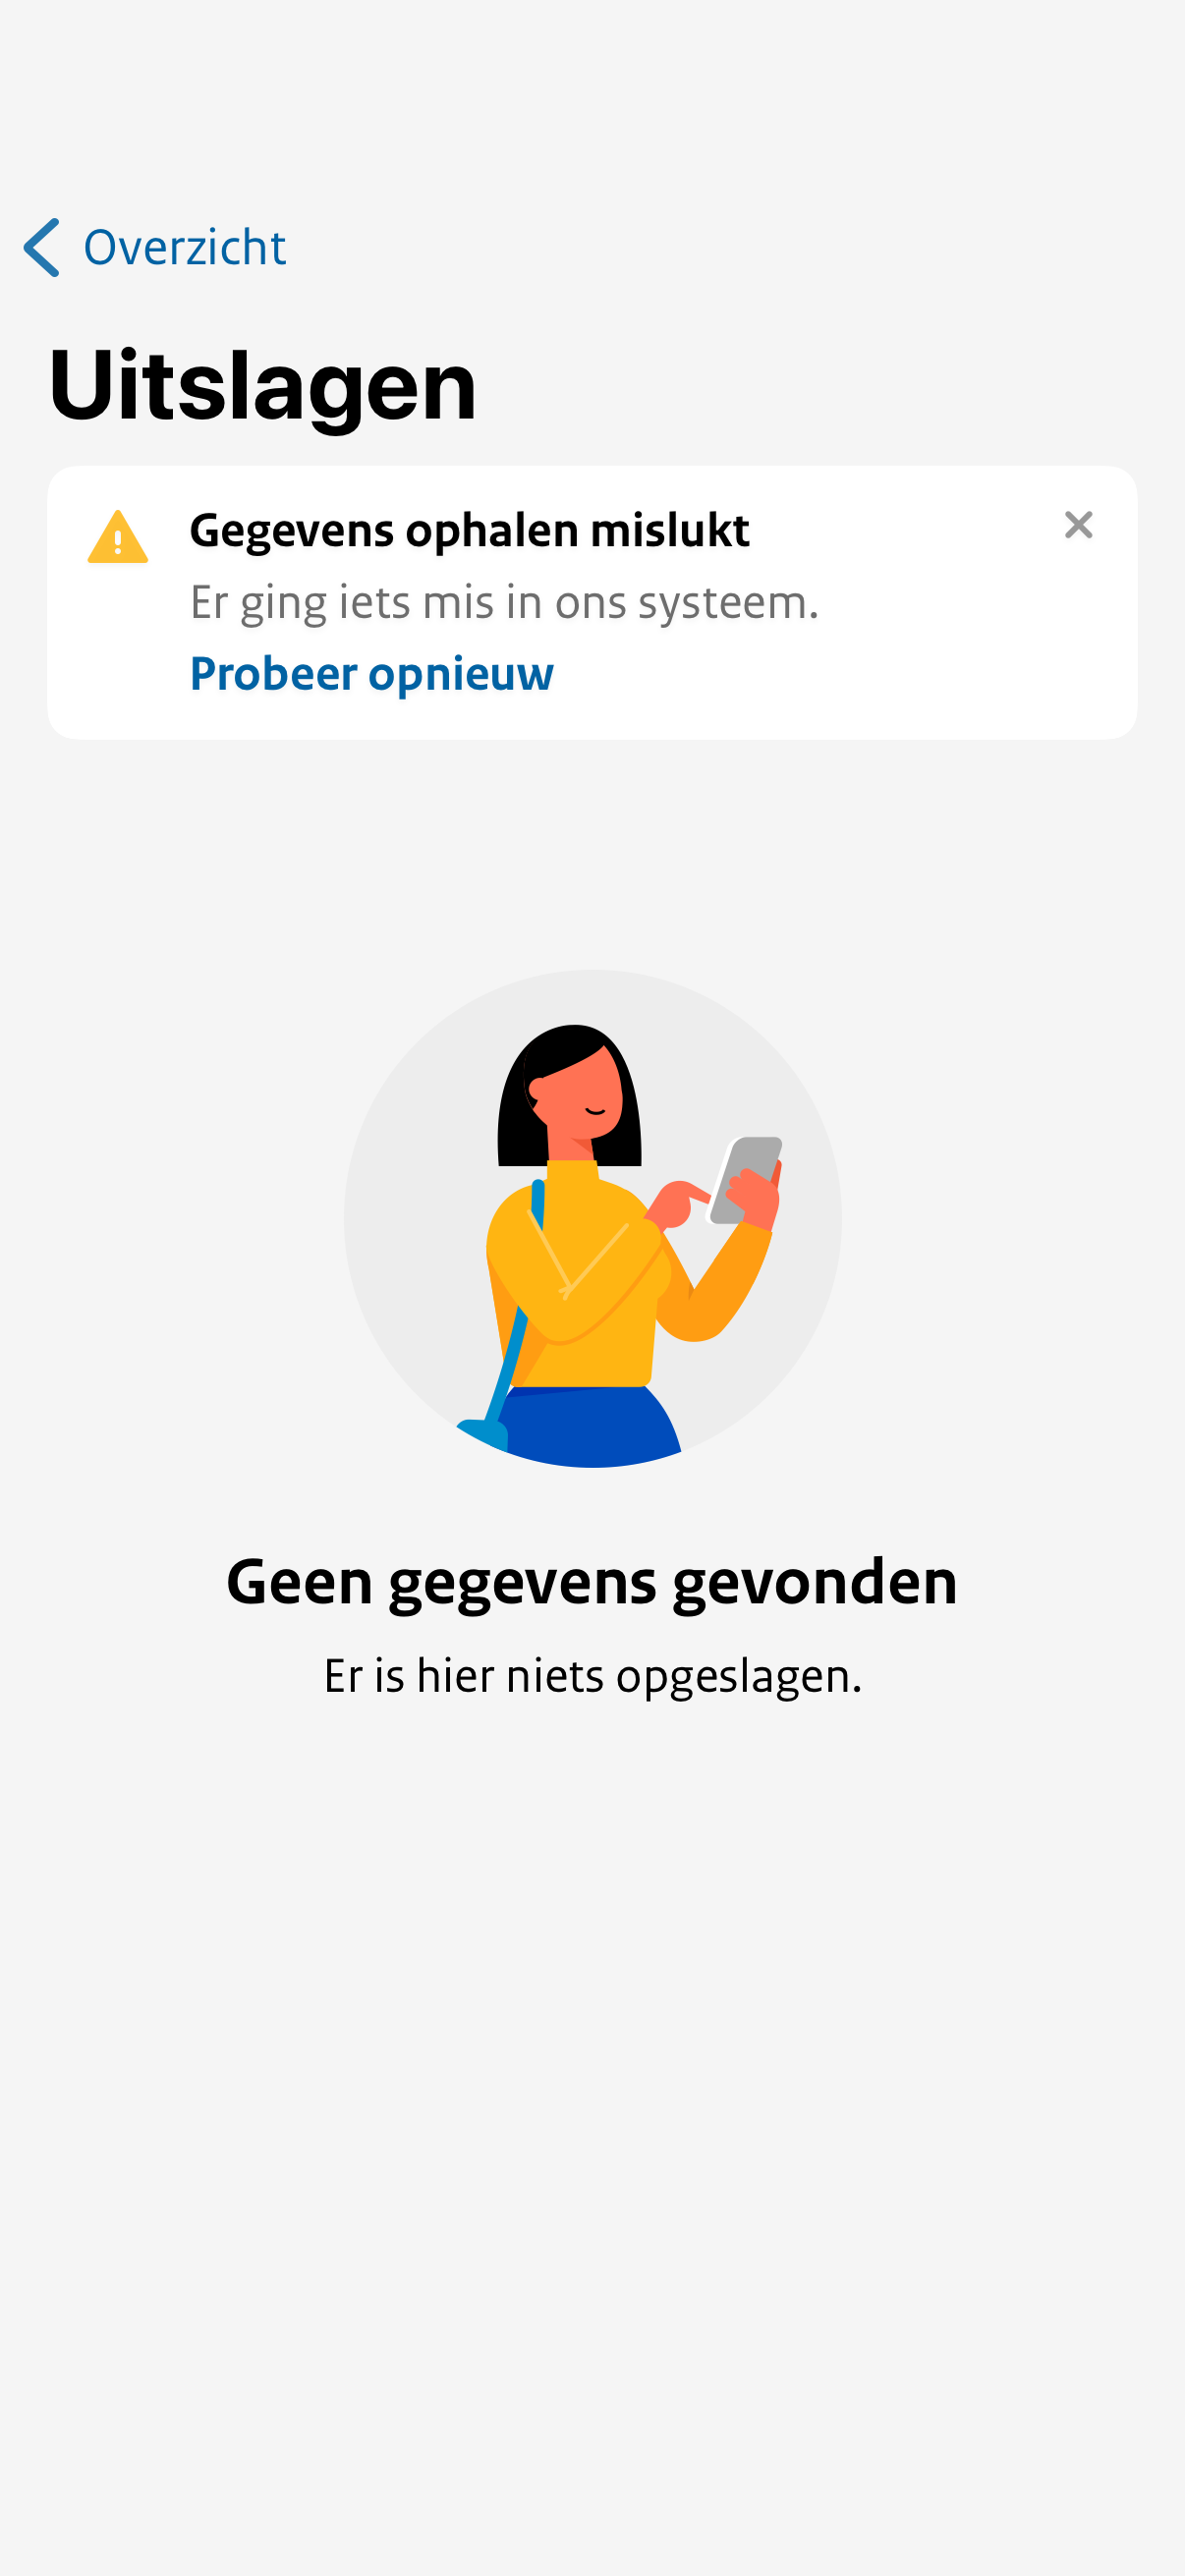 Overzicht
Uitslagen
Gegevens ophalen mislukt
Er ging iets mis in ons systeem.
Probeer opnieuw
Geen gegevens gevonden
Er is hier niets opgeslagen.